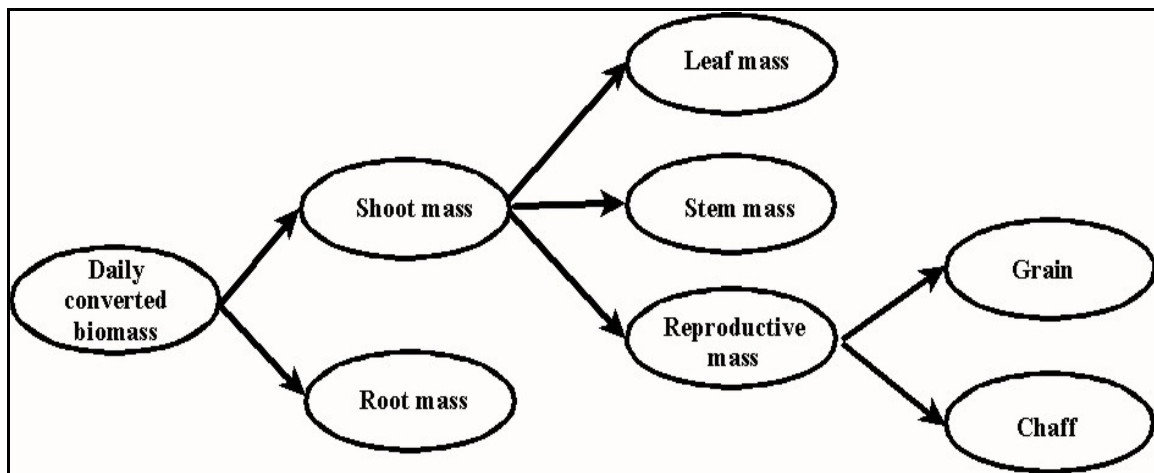 Leaf mass
Shoot mass
Stem mass
Daily
converted
biomass
Grain
Reproductive
mass
Root mass
Chaff